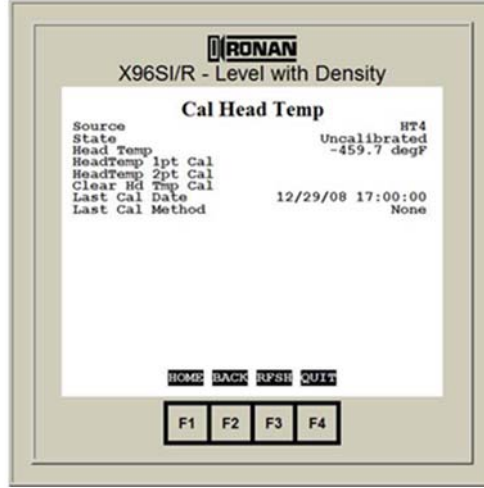 RONAN
X96SI/R - Level with Density
Cal Head Temp
Source HT4
State Uncalibrated
Head Temp -459.7 degF
HeadTemp 1pt Cal
HeadTemp 2pt Cal
Clear Hd Tmp Cal
Last Cal Date 12/29/08 17:00:00
Last Cal Method None
HOME BACK RFSH QUIT
F1 F2 F3 F4